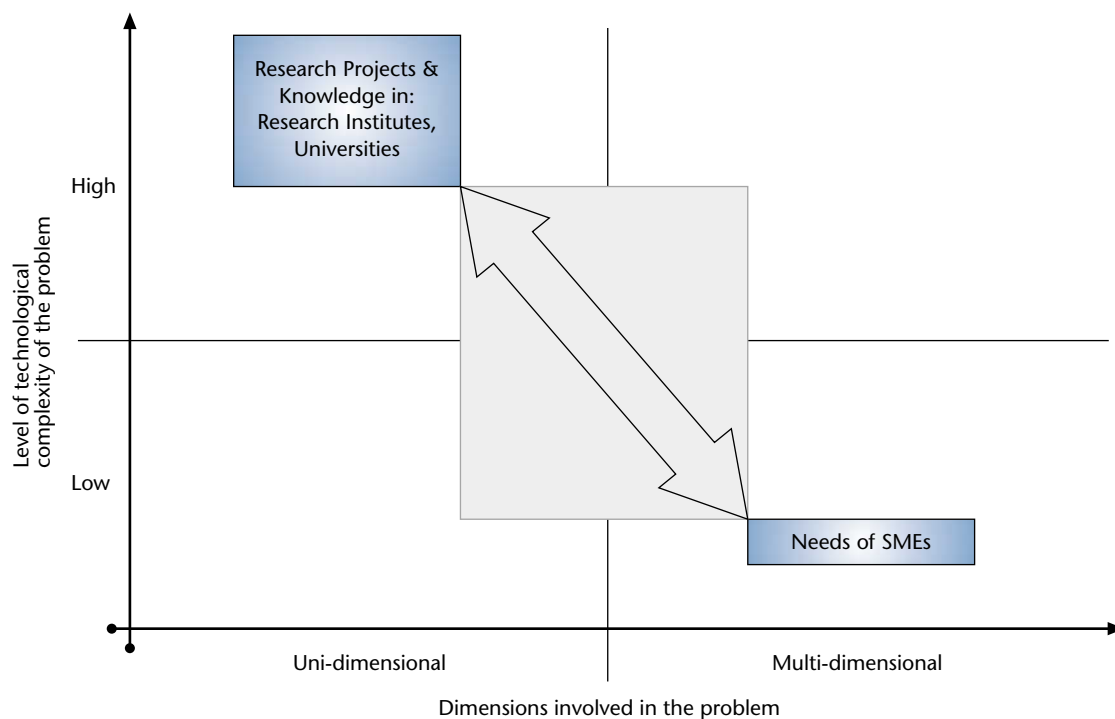 Research Projects &
Knowledge in:
Research Institutes,
Universities
High
Level of technological
complexity of the problem
Low
Needs of SMEs
Uni-dimensional
Multi-dimensional
Dimensions involved in the problem